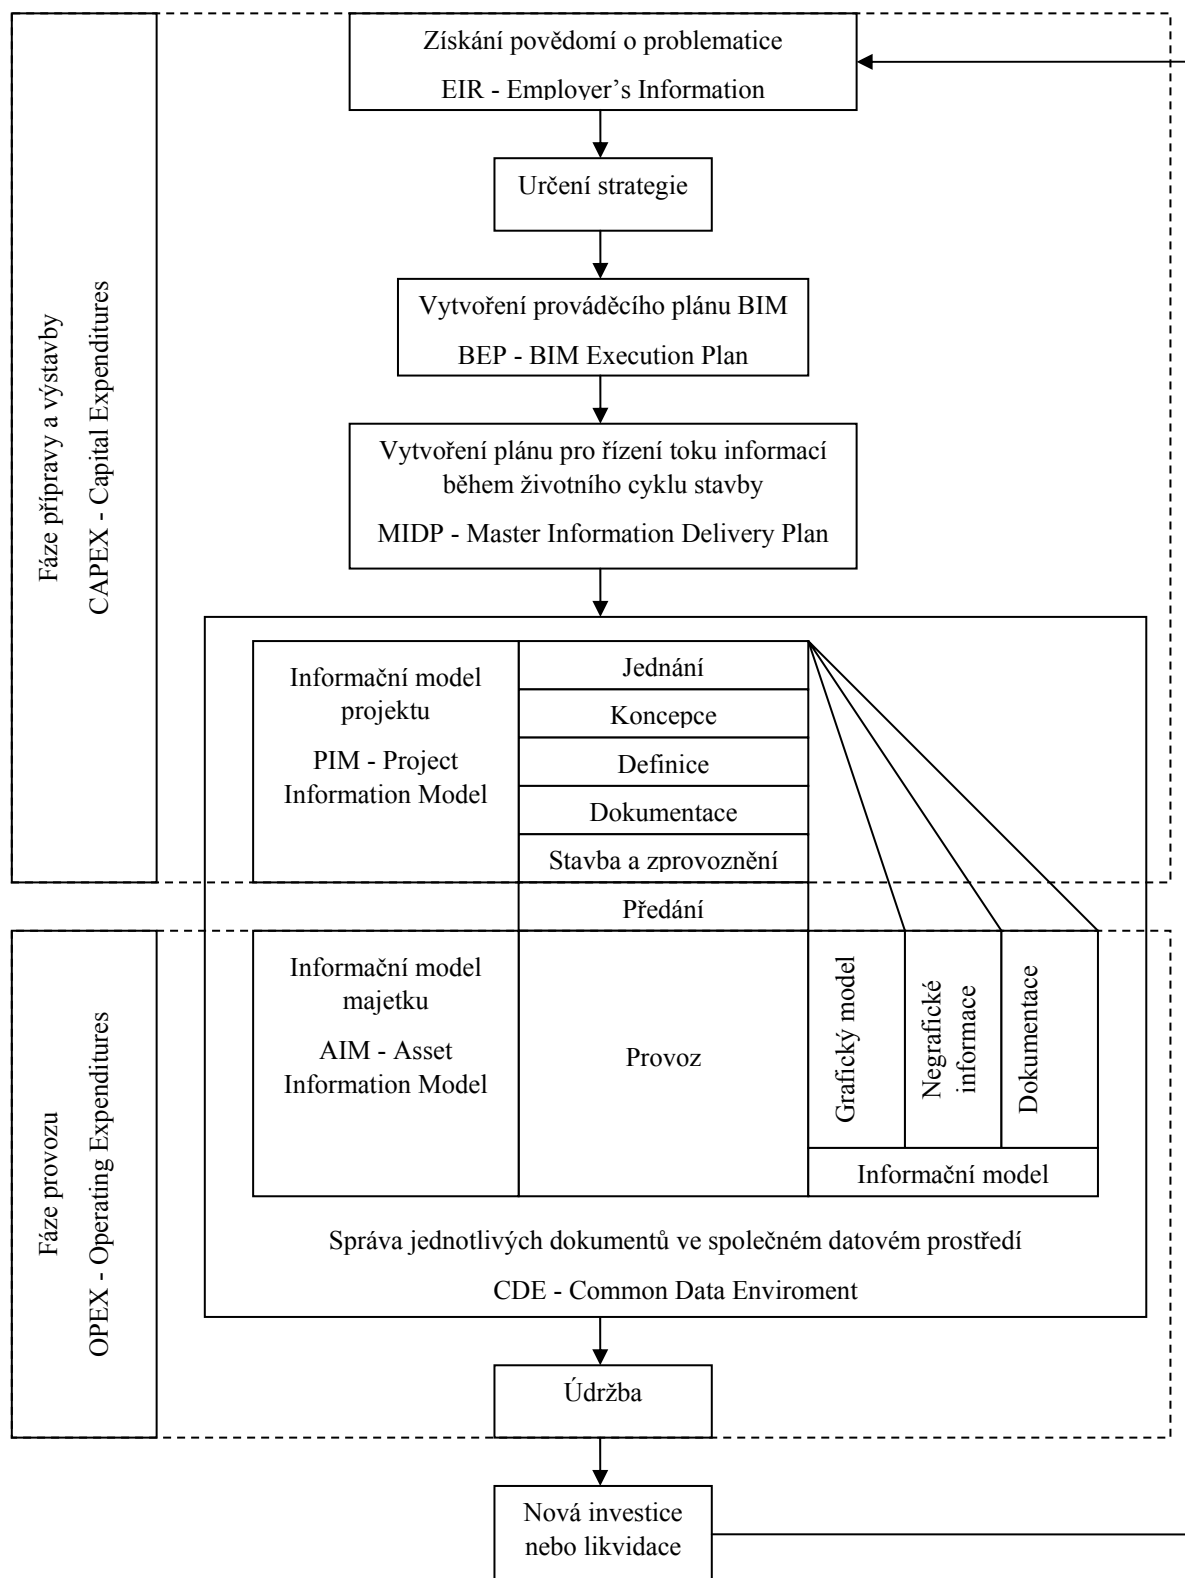 Získání povědomí o problematice
EIR - Employer’s Information
Určení strategie
Vytvoření prováděcího plánu BIM
BEP - BIM Execution Plan
Vytvoření plánu pro řízení toku informací
během životního cyklu stavby
MIDP - Master Information Delivery Plan
Fáze přípravy a výstavby
CAPEX - Capital Expenditures
Informační model
projektu
PIM - Project
Information Model
Jednání
Koncepce
Definice
Dokumentace
Stavba a zprovoznění
Předání
Fáze provozu
OPEX - Operating Expenditures
Informační model
majetku
AIM - Asset
Information Model
Provoz
Grafický model
Negrafické
informace
Dokumentace
Informační model
Správa jednotlivých dokumentů ve společném datovém prostředí
CDE - Common Data Enviroment
Údržba
Nová investice
nebo likvidace